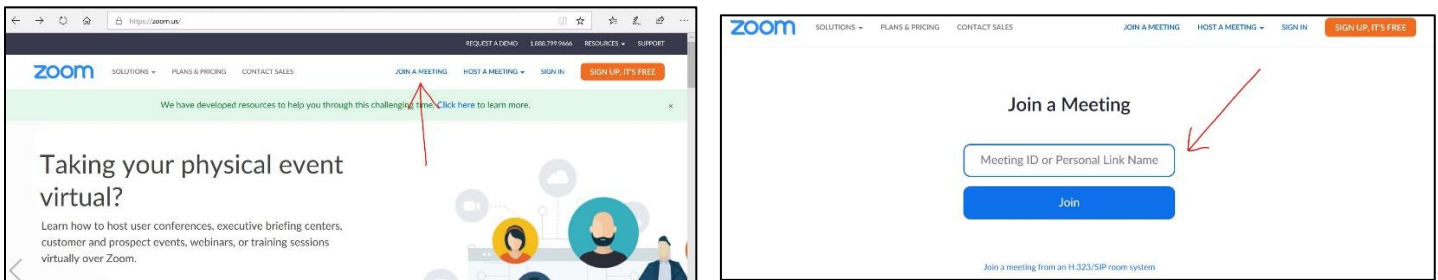 https://zoom.us/
REQUEST A DEMO 1.888.799.9666 RESOURCES SUPPORT
zoom SOLUTIONS PLANS & PRICING CONTACT SALES JOIN A MEETING HOST A MEETING SIGN IN SIGN UP, IT'S FREE
We have developed resources to help you through this challenging time. Click here to learn more.
Taking your physical event
virtual?
Learn how to host user conferences, executive briefing centers,
customer and prospect events, webinars, or training sessions
virtually over Zoom.
zoom SOLUTIONS PLANS & PRICING CONTACT SALES JOIN A MEETING HOST A MEETING SIGN IN SIGN UP, IT'S FREE
Join a Meeting
Meeting ID or Personal Link Name
Join
Join a meeting from an H.323/SIP room system